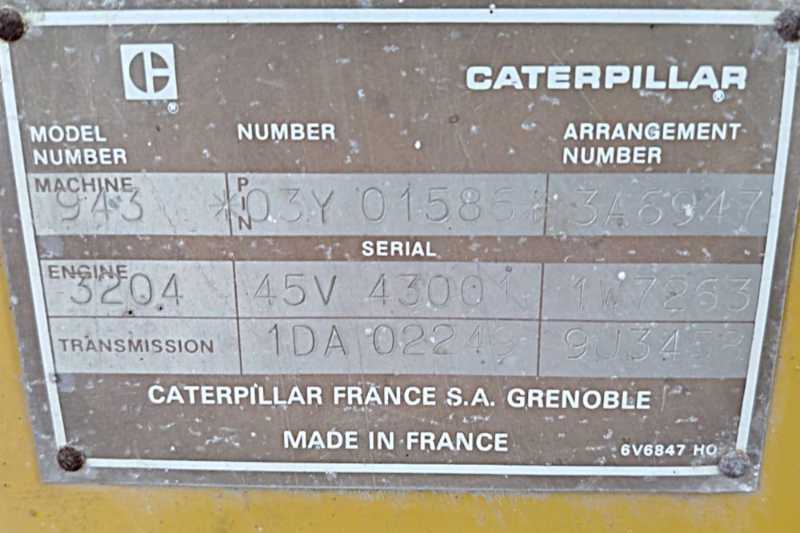 CATERPILLAR
MODEL NUMBER
NUMBER
ARRANGEMENT NUMBER
MACHINE 943
PIN *03Y 01586*
3A6947
SERIAL
ENGINE 3204
45V 43001
1W7263
TRANSMISSION
1DA 02249
CATERPILLAR FRANCE S.A. GRENOBLE
MADE IN FRANCE
6V6847 HO